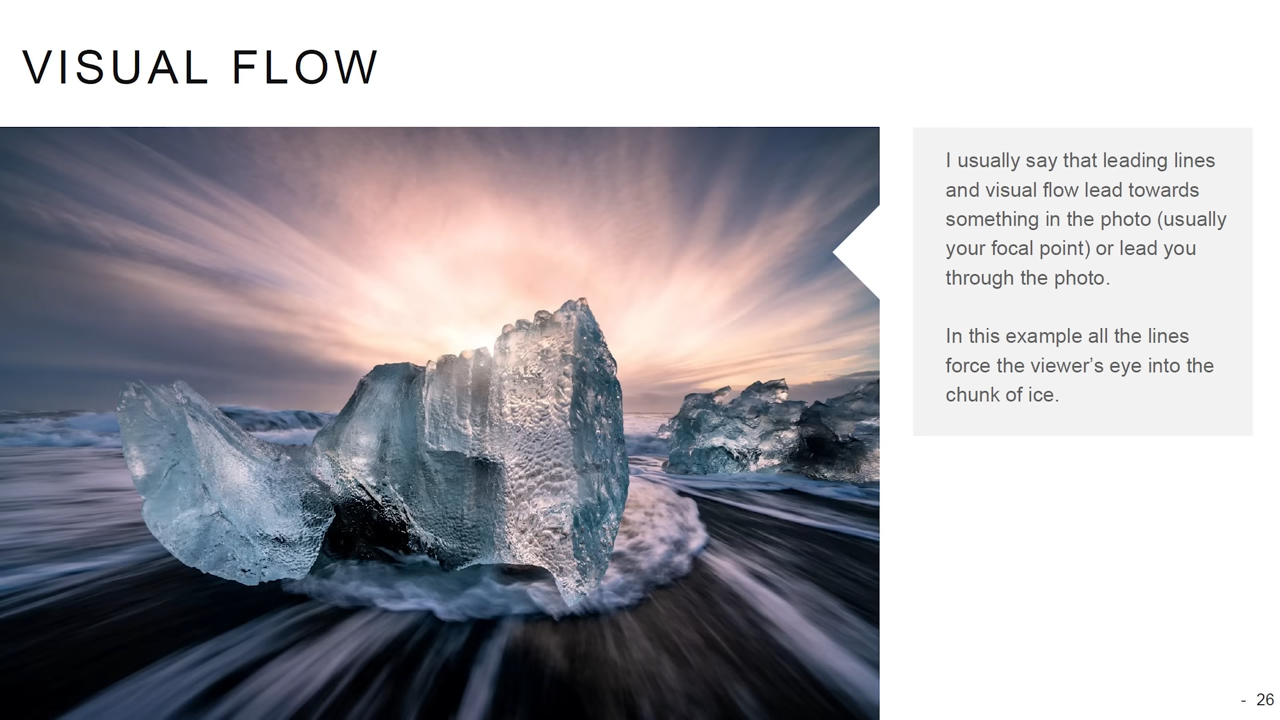 VISUAL FLOW
I usually say that leading lines
and visual flow lead towards
something in the photo (usually
your focal point) or lead you
through the photo.
In this example all the lines
force the viewer’s eye into the
chunk of ice.
- 26